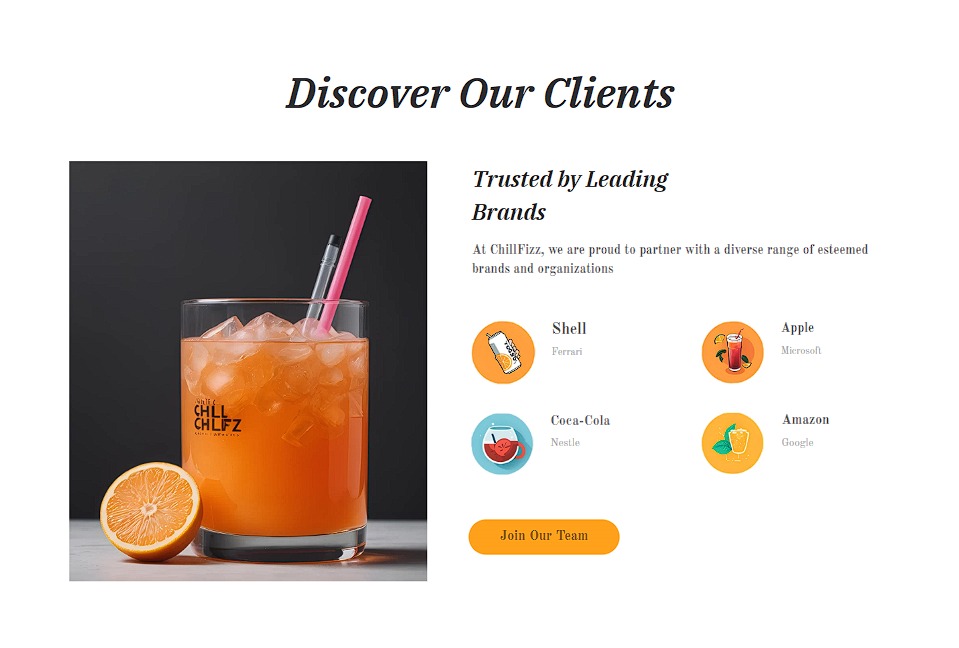 Discover Our Clients
Trusted by Leading
Brands
At ChillFizz, we are proud to partner with a diverse range of esteemed
brands and organizations
Shell
Ferrari
Apple
Microsoft
Coca-Cola
Nestle
Amazon
Google
Join Our Team
CHLL
CHLFZ